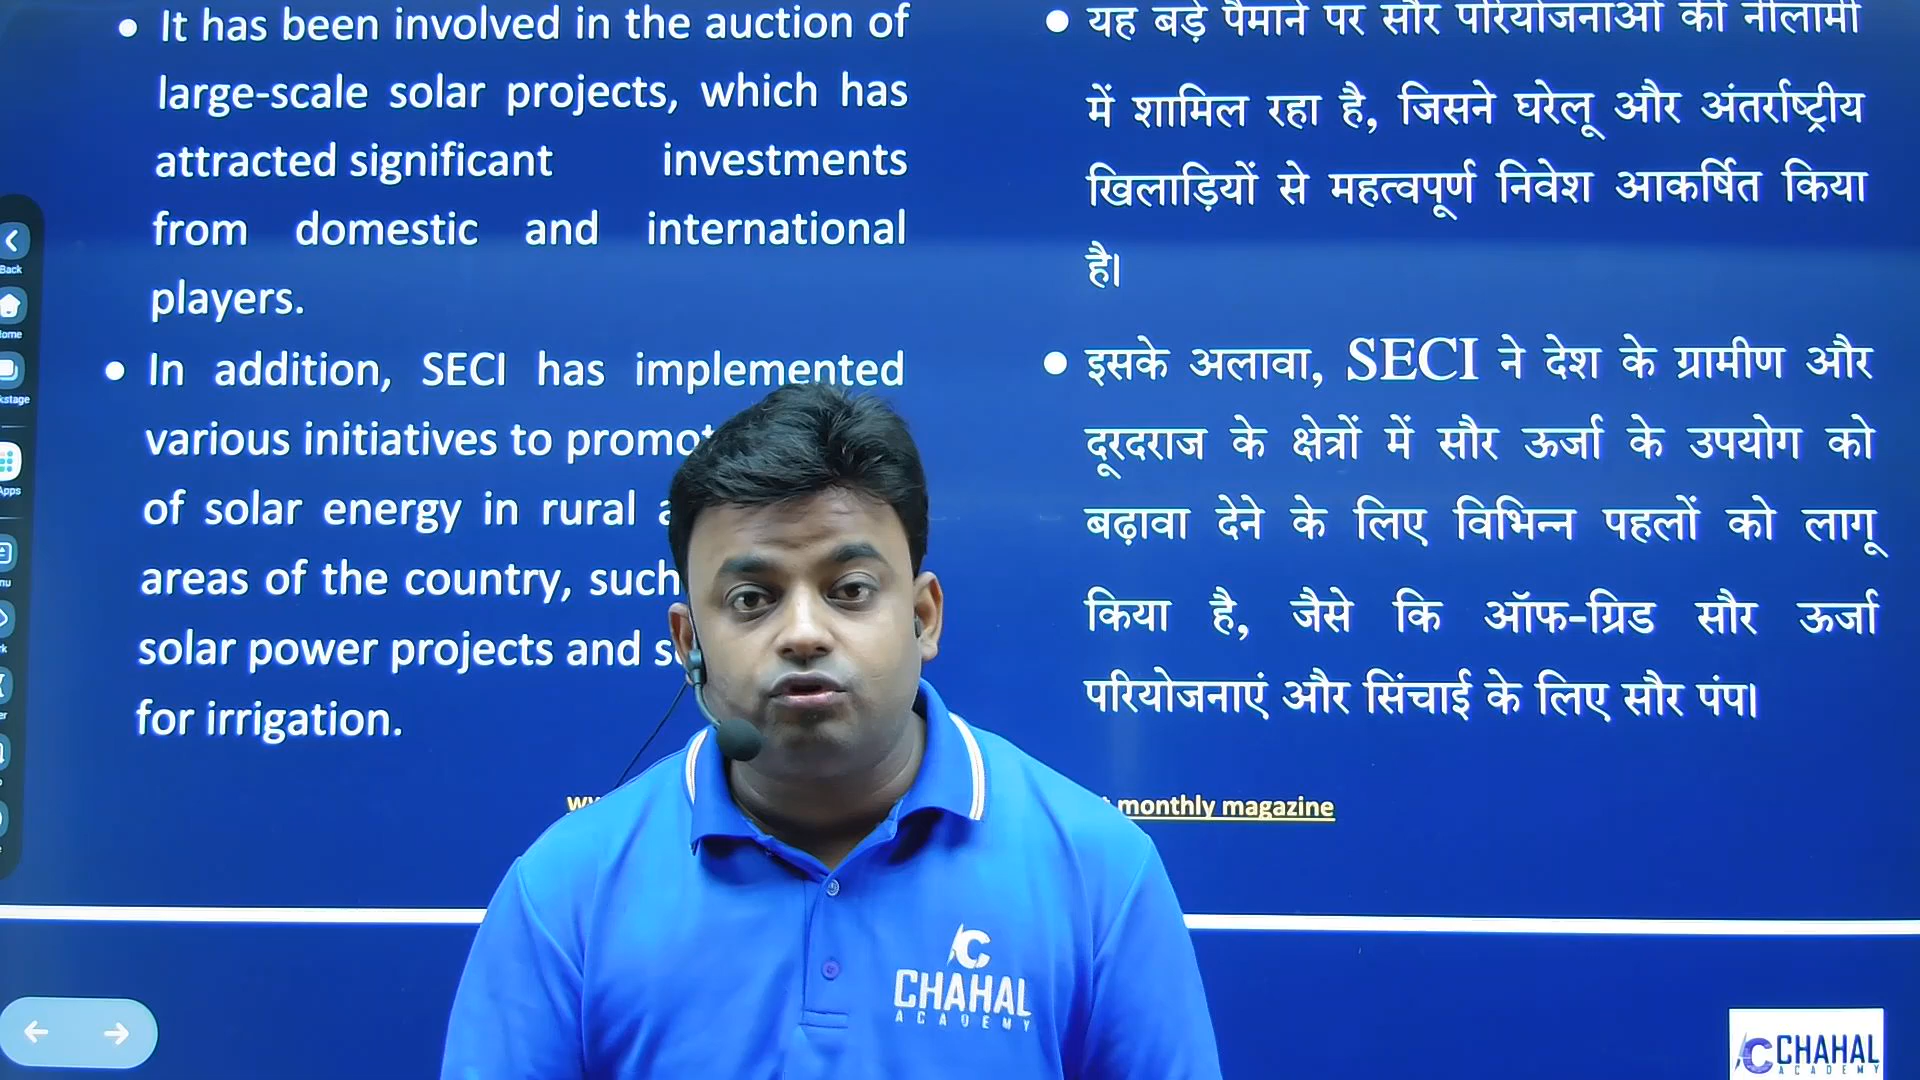 It has been involved in the auction of
large-scale solar projects, which has
attracted significant investments
from domestic and international
players.
In addition, SECI has implemented
various initiatives to
of solar energy in rural
areas of the country, such
solar power projects and
for irrigation.
यह बड़े पैमाने पर सौर परियोजनाओं की नीलामी
में शामिल रहा है, जिसने घरेलू और अंतर्राष्ट्रीय
खिलाड़ियों से महत्वपूर्ण निवेश आकर्षित किया
है।
इसके अलावा, SECI ने देश के ग्रामीण और
दूरदराज के क्षेत्रों में सौर ऊर्जा के उपयोग को
बढ़ावा देने के लिए विभिन्न पहलों को लागू
किया है, जैसे कि ऑफ-ग्रिड सौर ऊर्जा
परियोजनाएं और सिंचाई के लिए सौर पंप।
monthly magazine
Back
Apps
CHAHAL
ACADEMY
CHAHAL
ACADEMY